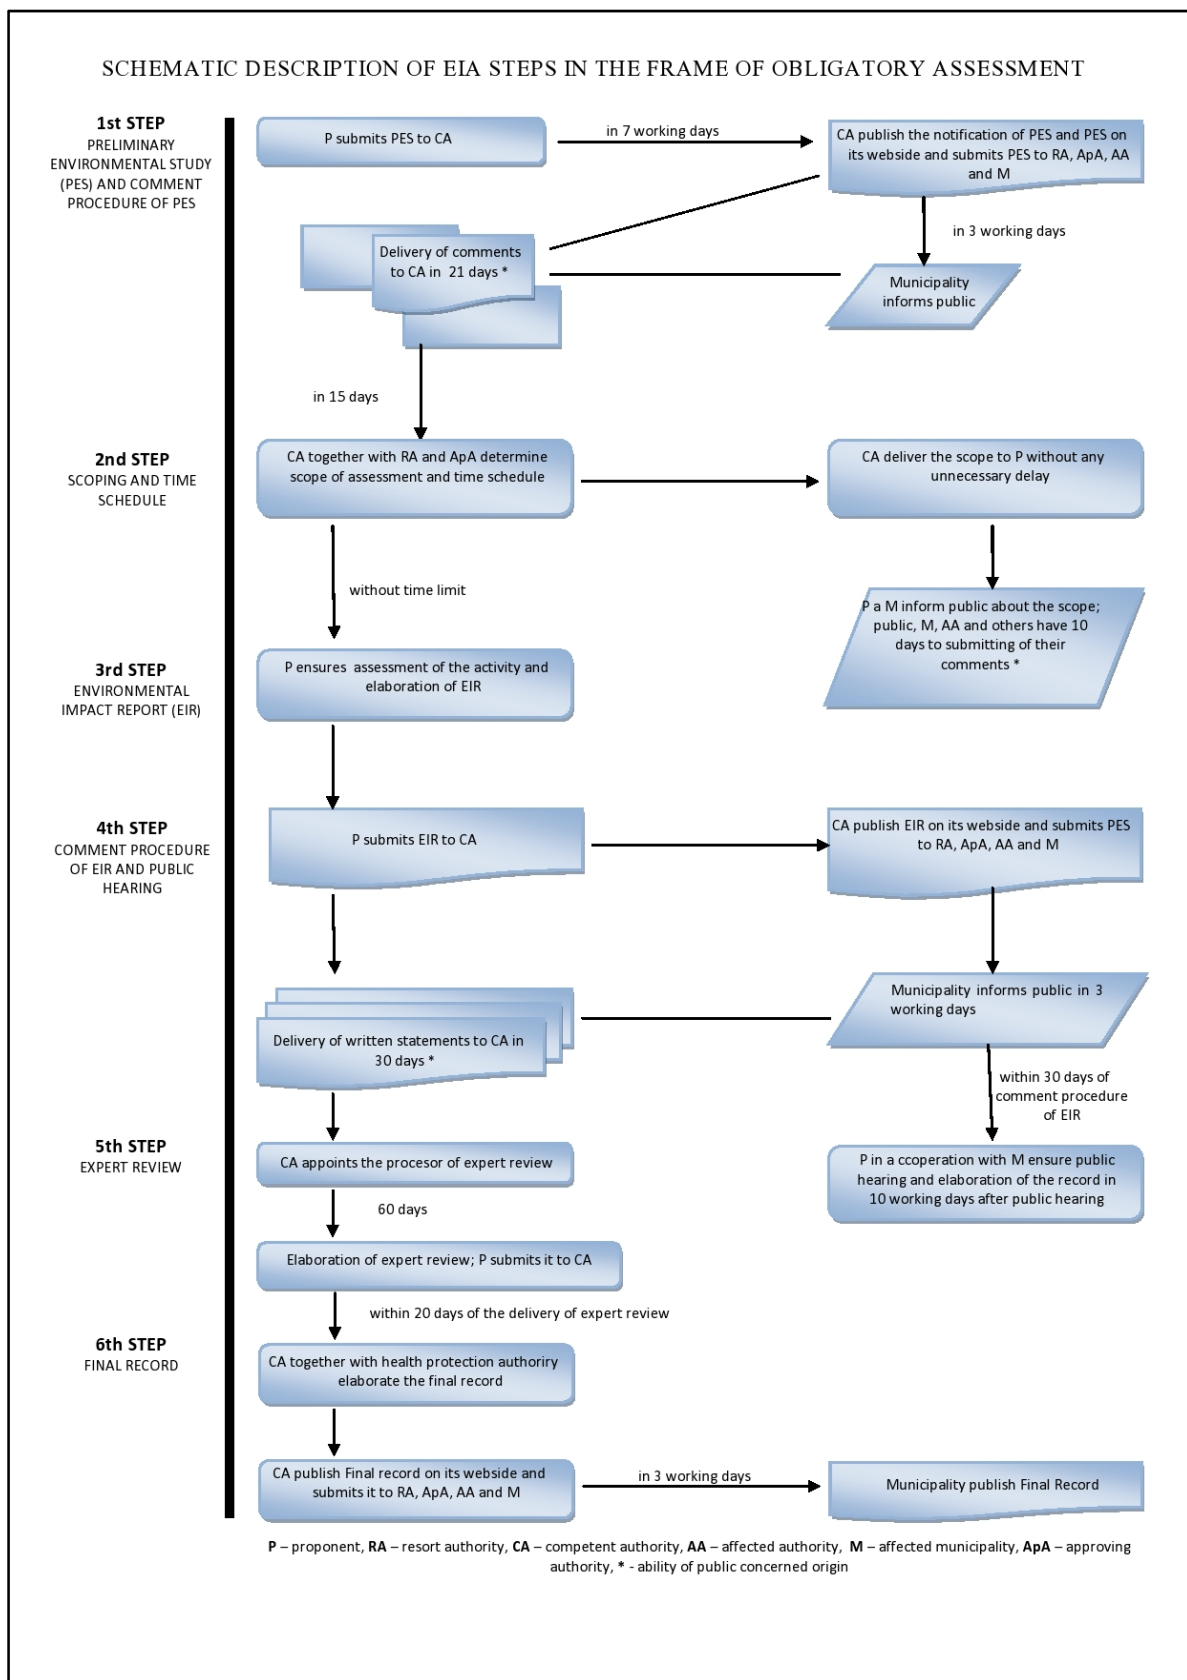 SCHEMATIC DESCRIPTION OF EIA STEPS IN THE FRAME OF OBLIGATORY ASSESSMENT
1st STEP
PRELIMINARY
ENVIRONMENTAL STUDY
(PES) AND COMMENT
PROCEDURE OF PES
P submits PES to CA
in 7 working days
CA publish the notification of PES and PES on
its webside and submits PES to RA, ApA, AA
and M
in 3 working days
Delivery of comments
to CA in 21 days *
Municipality
informs public
in 15 days
2nd STEP
SCOPING AND TIME
SCHEDULE
CA together with RA and ApA determine
scope of assessment and time schedule
CA deliver the scope to P without any
unnecessary delay
without time limit
P a M inform public about the scope;
public, M, AA and others have 10
days to submitting of their
comments *
3rd STEP
ENVIRONMENTAL
IMPACT REPORT (EIR)
P ensures assessment of the activity and
elaboration of EIR
4th STEP
COMMENT PROCEDURE
OF EIR AND PUBLIC
HEARING
P submits EIR to CA
CA publish EIR on its webside and submits PES
to RA, ApA, AA and M
Municipality informs public in 3
working days
Delivery of written statements to CA in
30 days *
within 30 days of
comment procedure
of EIR
5th STEP
EXPERT REVIEW
CA appoints the procesor of expert review
P in a ccoperation with M ensure public
hearing and elaboration of the record in
10 working days after public hearing
60 days
Elaboration of expert review; P submits it to CA
within 20 days of the delivery of expert review
6th STEP
FINAL RECORD
CA together with health protection authoriry
elaborate the final record
CA publish Final record on its webside and
submits it to RA, ApA, AA and M
in 3 working days
Municipality publish Final Record
P – proponent, RA – resort authority, CA – competent authority, AA – affected authority, M – affected municipality, ApA – approving
authority, * - ability of public concerned origin